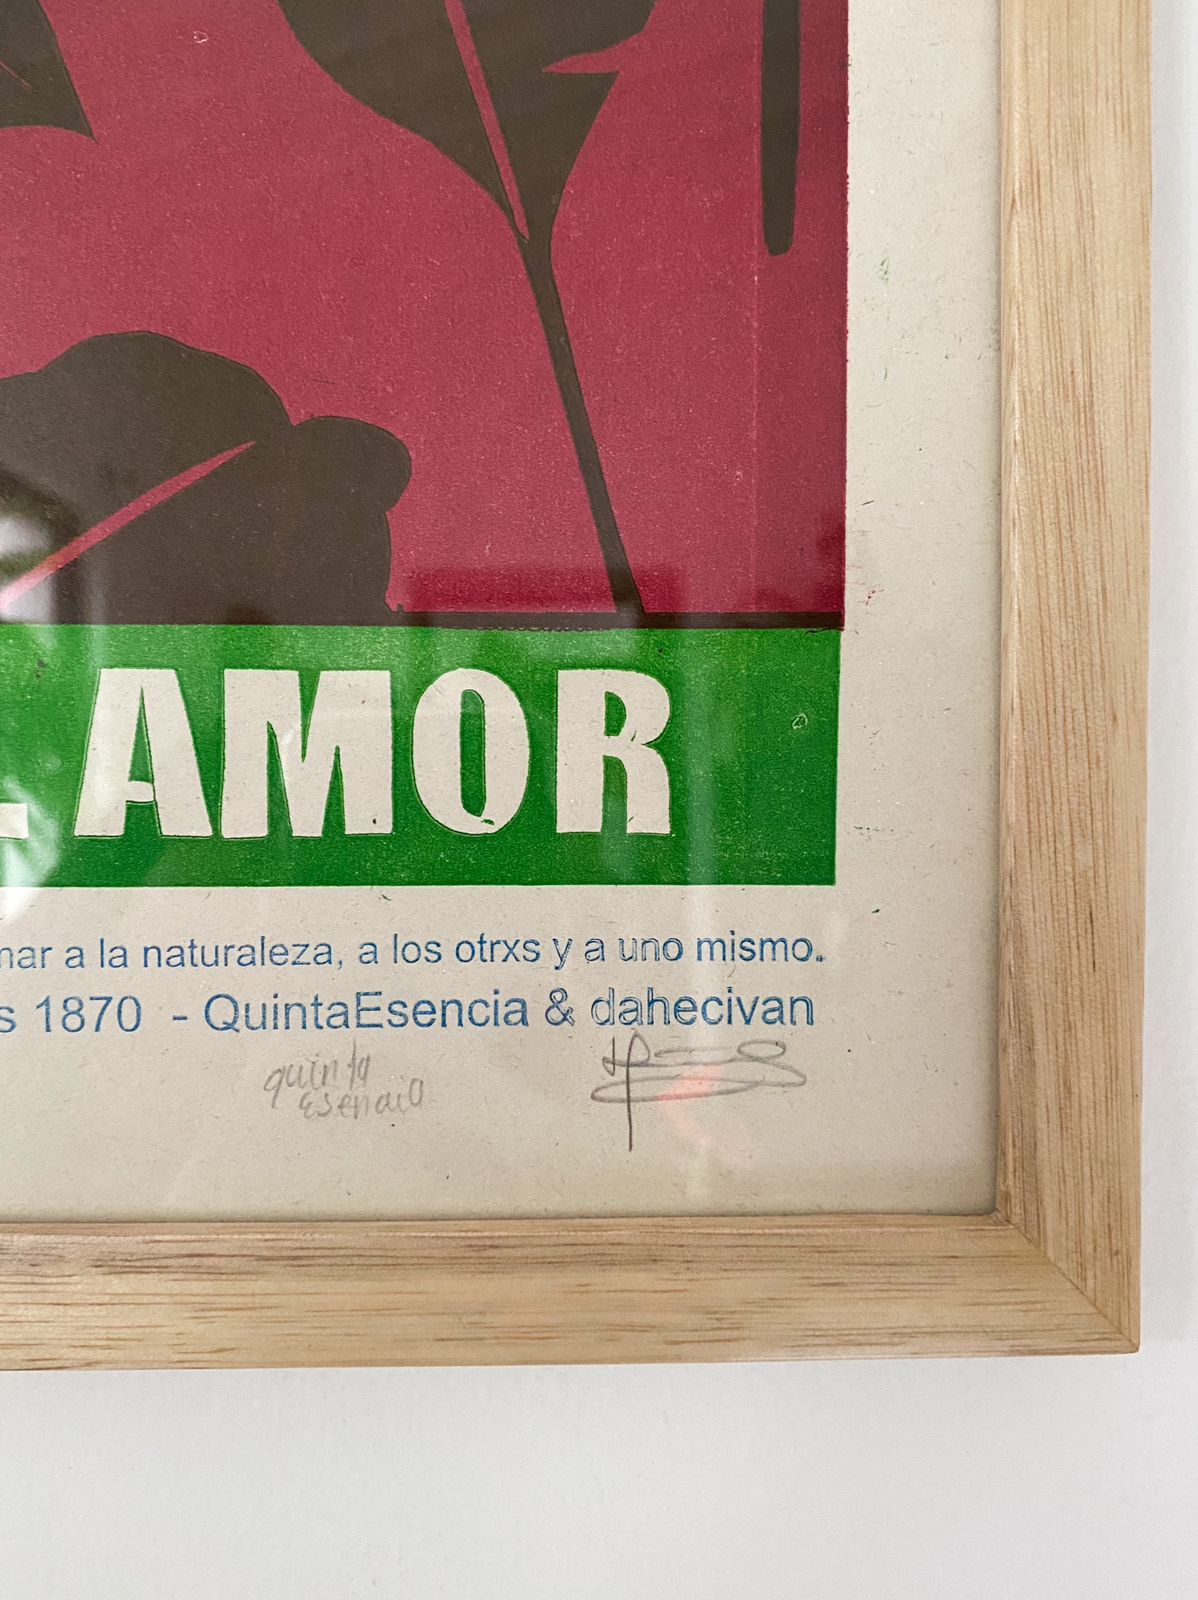 AMOR
mar a la naturaleza, a los otrxs y a uno mismo.
s 1870 - QuintaEsencia & dahecivan
quinta
Esencia